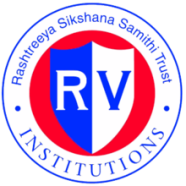 Rashtreeya Sikshana Samithi Trust
RV
• INSTITUTIONS •